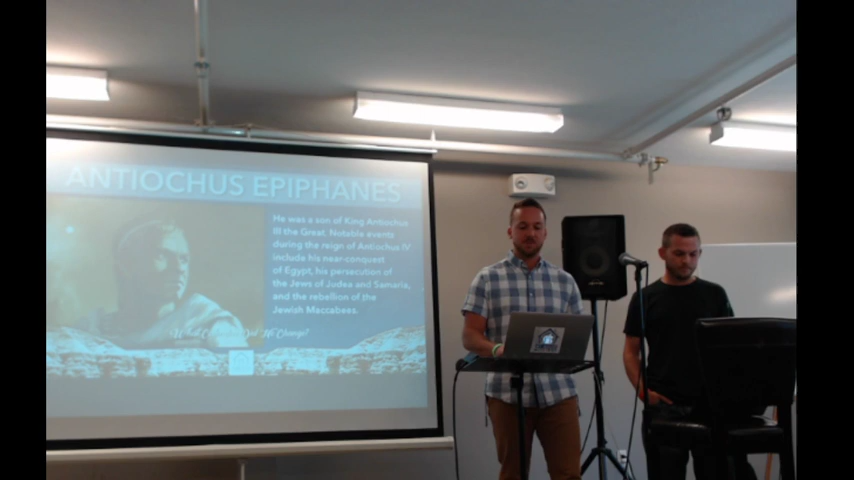 ANTIOCHUS EPIPHANES
He was a son of King Antiochus
III the Great. Notable events
during the reign of Antiochus IV
include his near-conquest
of Egypt, his persecution of
the Jews of Judea and Samaria,
and the rebellion of the
Jewish Maccabees.